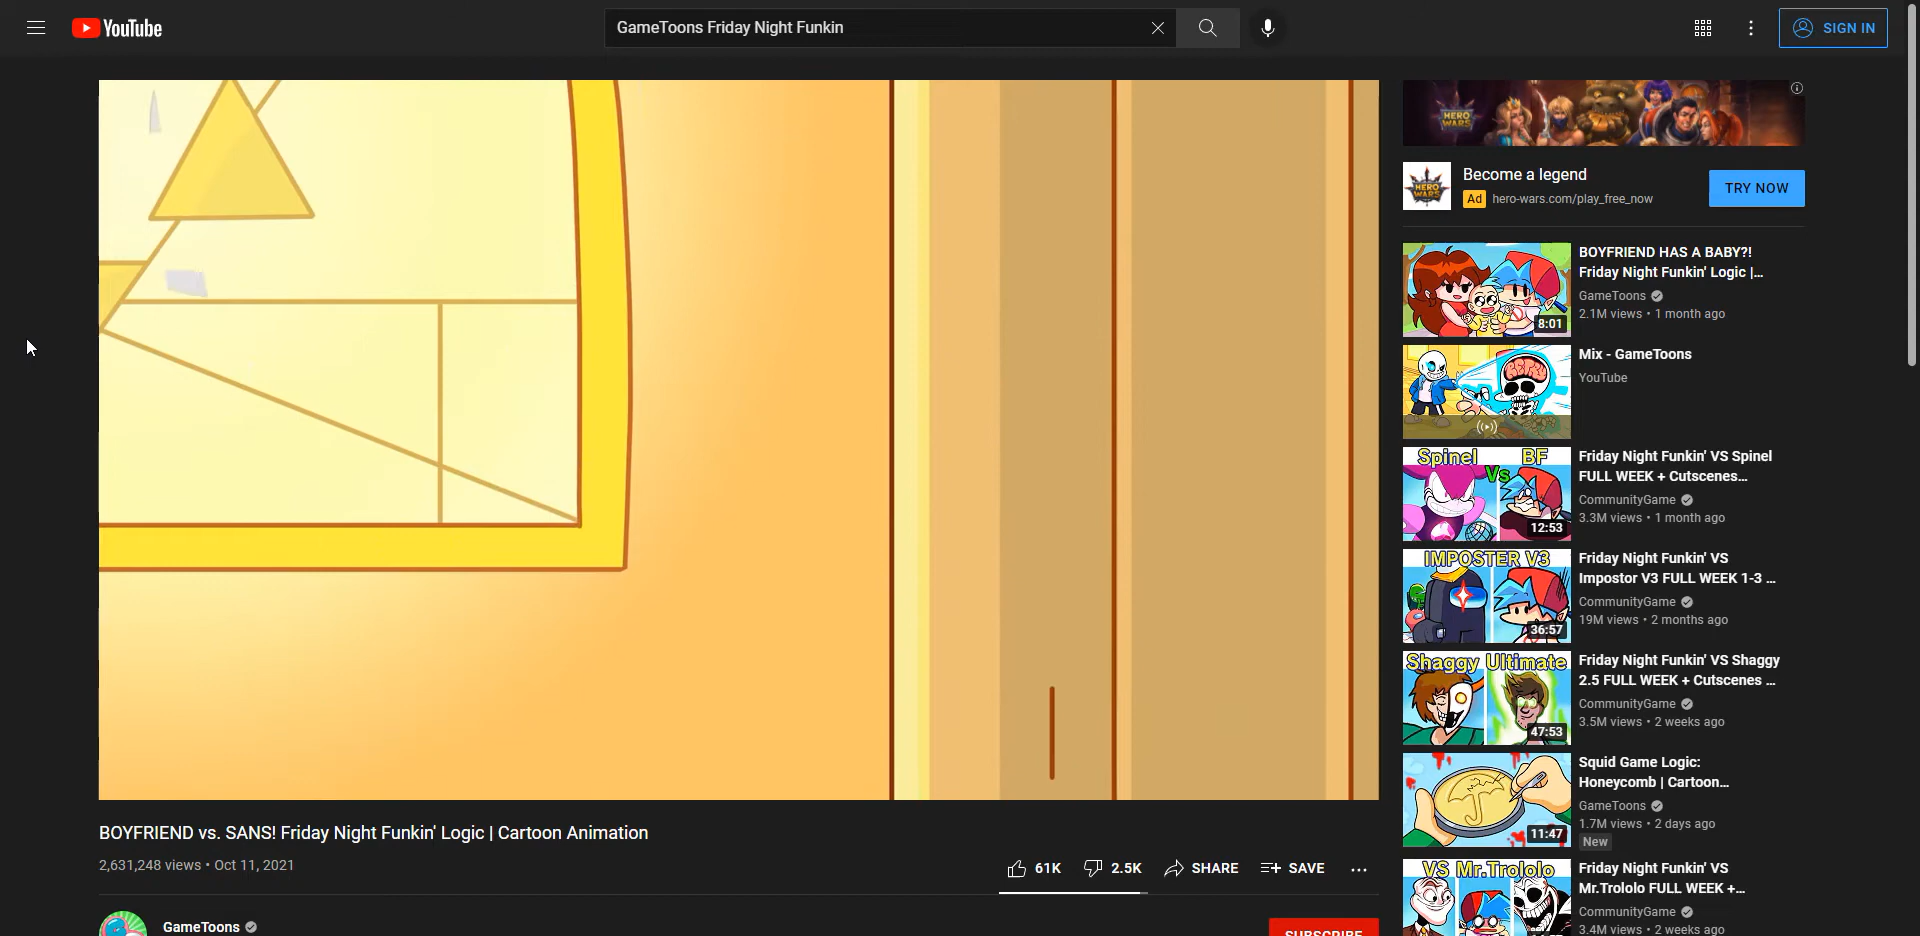 YouTube
GameToons Friday Night Funkin
SIGN IN
HERO
WARS
HERO
WARS
Become a legend
Ad hero-wars.com/play_free_now
TRY NOW
BOYFRIEND HAS A BABY?!
Friday Night Funkin' Logic |...
GameToons
2.1M views • 1 month ago
8:01
Mix - GameToons
YouTube
Spinel Vs BF
12:53
Friday Night Funkin' VS Spinel
FULL WEEK + Cutscenes...
CommunityGame
3.3M views • 1 month ago
IMPOSTER V3
36:57
Friday Night Funkin' VS
Impostor V3 FULL WEEK 1-3 ...
CommunityGame
19M views • 2 months ago
Shaggy Ultimate
47:53
Friday Night Funkin' VS Shaggy
2.5 FULL WEEK + Cutscenes ...
CommunityGame
3.5M views • 2 weeks ago
11:47
Squid Game Logic:
Honeycomb | Cartoon...
GameToons
1.7M views • 2 days ago
New
VS Mr.Trololo
Friday Night Funkin' VS
Mr.Trololo FULL WEEK +...
CommunityGame
3.4M views • 2 weeks ago
BOYFRIEND vs. SANS! Friday Night Funkin' Logic | Cartoon Animation
2,631,248 views • Oct 11, 2021
61K
2.5K
SHARE
SAVE
GameToons
SUBSCRIBE